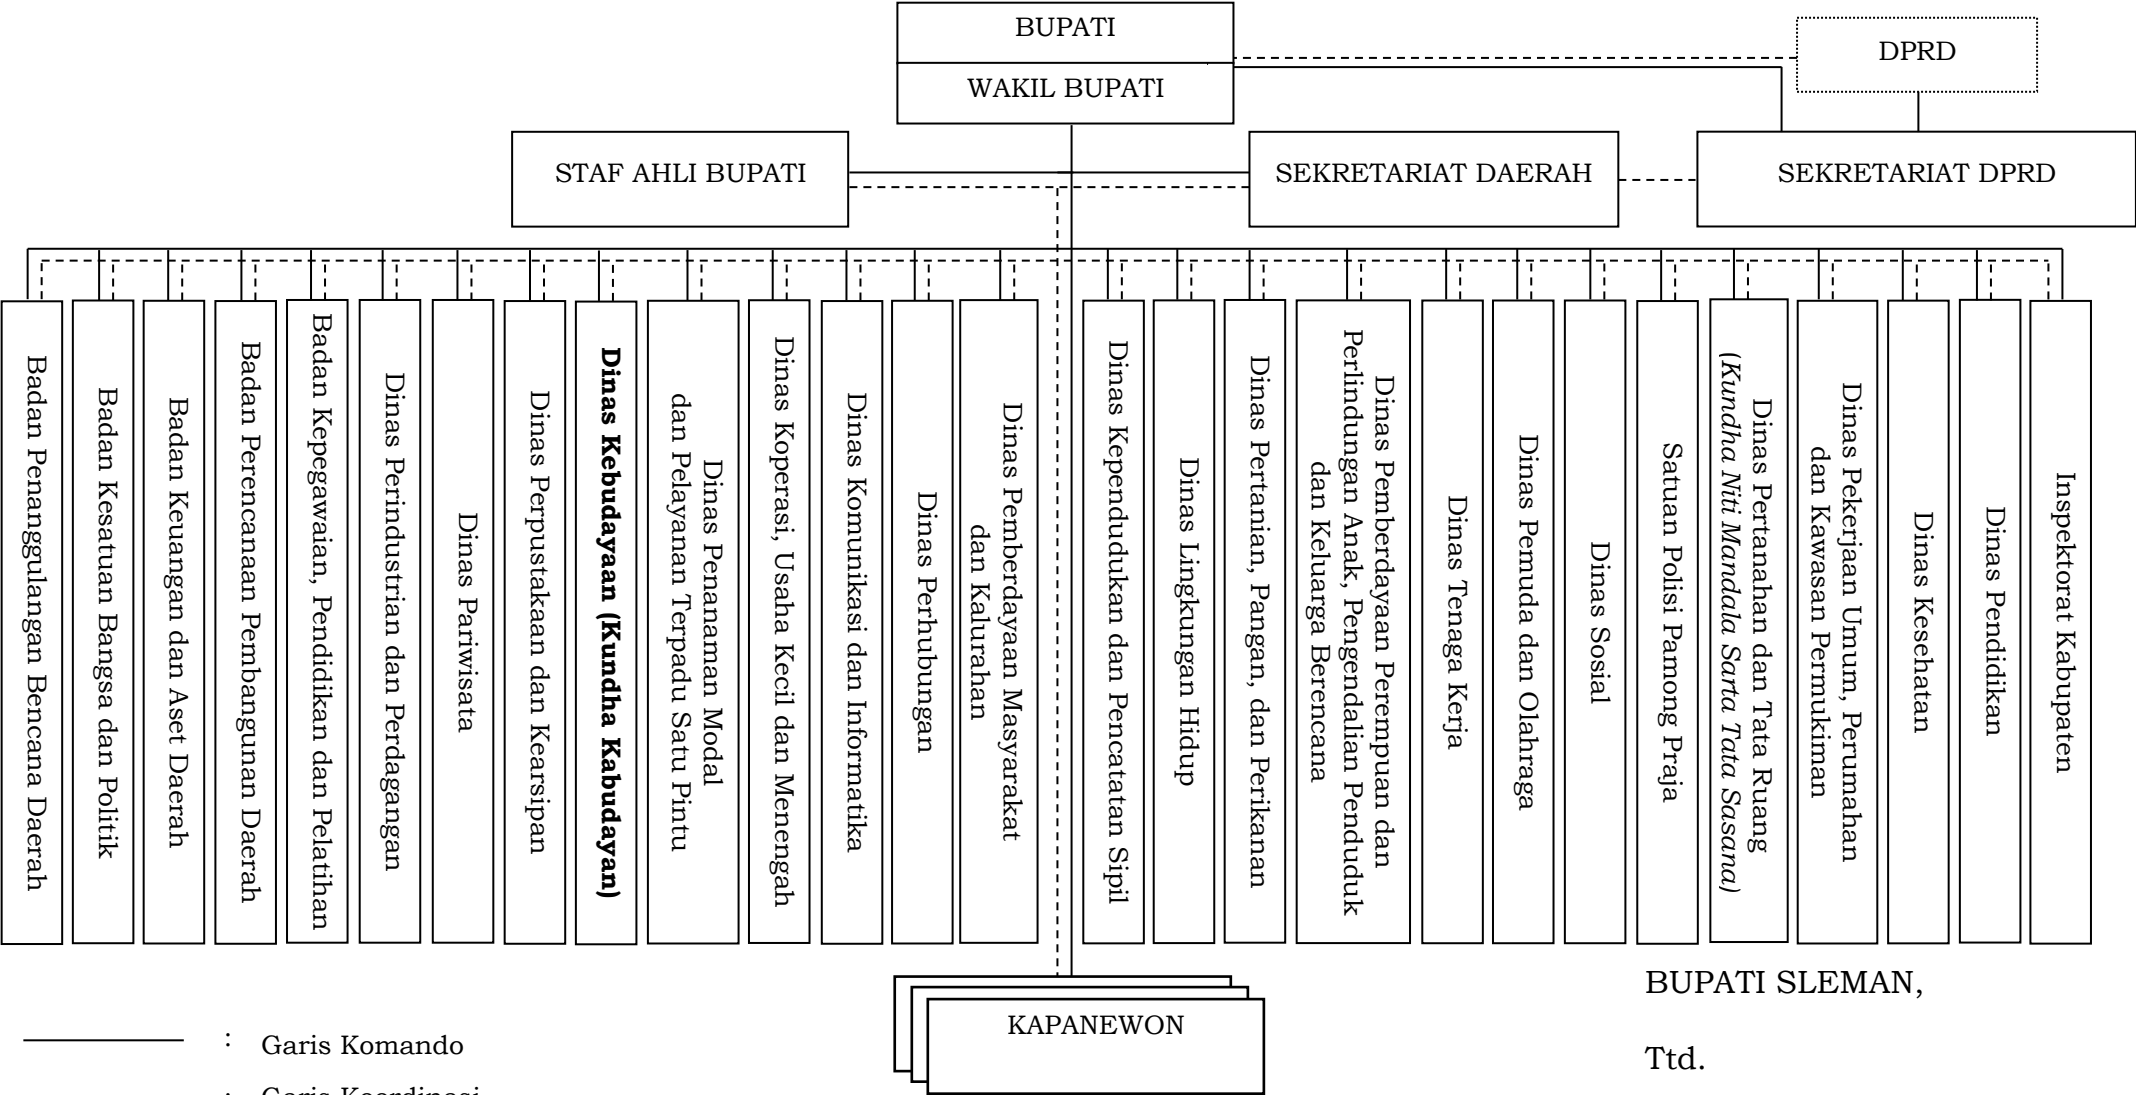 BUPATI
WAKIL BUPATI
DPRD
STAF AHLI BUPATI
SEKRETARIAT DAERAH
SEKRETARIAT DPRD
Badan Penanggulangan Bencana Daerah
Badan Kesatuan Bangsa dan Politik
Badan Keuangan dan Aset Daerah
Badan Perencanaan Pembangunan Daerah
Badan Kepegawaian, Pendidikan dan Pelatihan
Dinas Perindustrian dan Perdagangan
Dinas Pariwisata
Dinas Perpustakaan dan Kearsipan
Dinas Kebudayaan (Kundha Kabudayan)
Dinas Penanaman Modal
dan Pelayanan Terpadu Satu Pintu
Dinas Koperasi, Usaha Kecil dan Menengah
Dinas Komunikasi dan Informatika
Dinas Perhubungan
Dinas Pemberdayaan Masyarakat
dan Kalurahan
Dinas Kependudukan dan Pencatatan Sipil
Dinas Lingkungan Hidup
Dinas Pertanian, Pangan, dan Perikanan
Dinas Pemberdayaan Perempuan dan
Perlindungan Anak, Pengendalian Penduduk
dan Keluarga Berencana
Dinas Tenaga Kerja
Dinas Pemuda dan Olahraga
Dinas Sosial
Satuan Polisi Pamong Praja
Dinas Pertanahan dan Tata Ruang
(Kundha Niti Mandala Sarta Tata Sasana)
Dinas Pekerjaan Umum, Perumahan
dan Kawasan Permukiman
Dinas Kesehatan
Dinas Pendidikan
Inspektorat Kabupaten
KAPANEWON
BUPATI SLEMAN,
Ttd.
: Garis Komando
: Garis Koordinasi